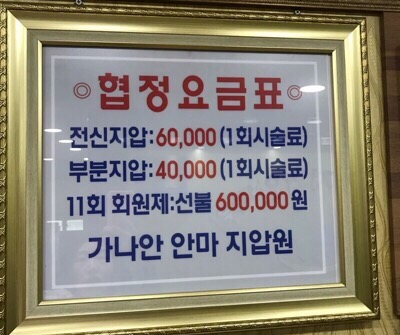 ◎협정요금표◎
전신지압:60,000(1회시술료)
부분지압:40,000(1회시술료)
11회 회원제:선불 600,000원
가나안 안마 지압원